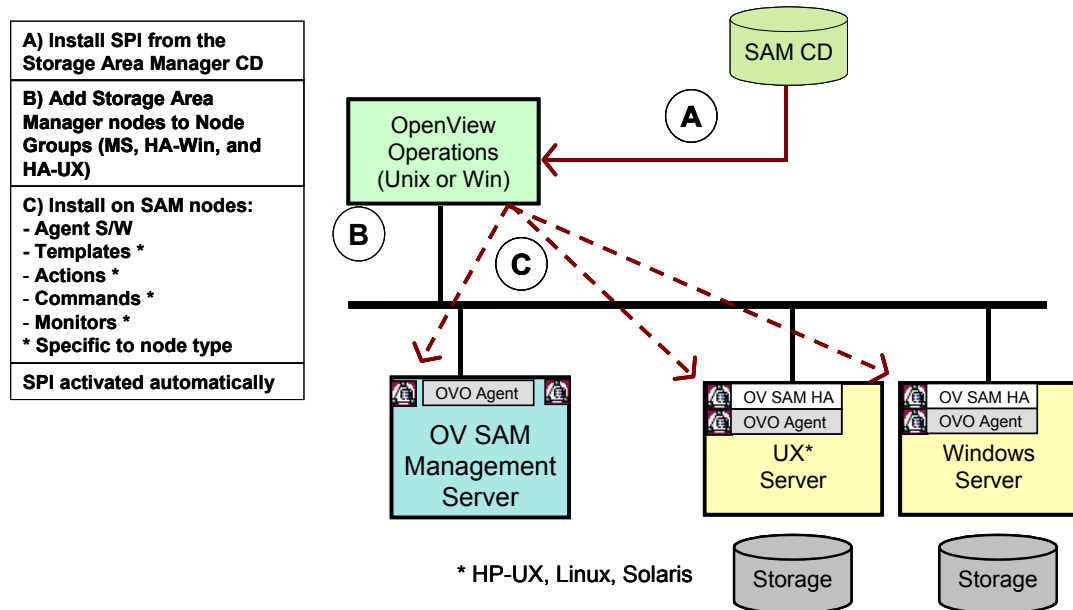 A) Install SPI from the
Storage Area Manager CD
B) Add Storage Area
Manager nodes to Node
Groups (MS, HA-Win, and
HA-UX)
C) Install on SAM nodes:
- Agent S/W
- Templates *
- Actions *
- Commands *
- Monitors *
* Specific to node type
SPI activated automatically
SAM CD
A
OpenView
Operations
(Unix or Win)
B
C
OVO Agent
OV SAM
Management
Server
OV SAM HA
OVO Agent
UX*
Server
OV SAM HA
OVO Agent
Windows
Server
* HP-UX, Linux, Solaris
Storage
Storage